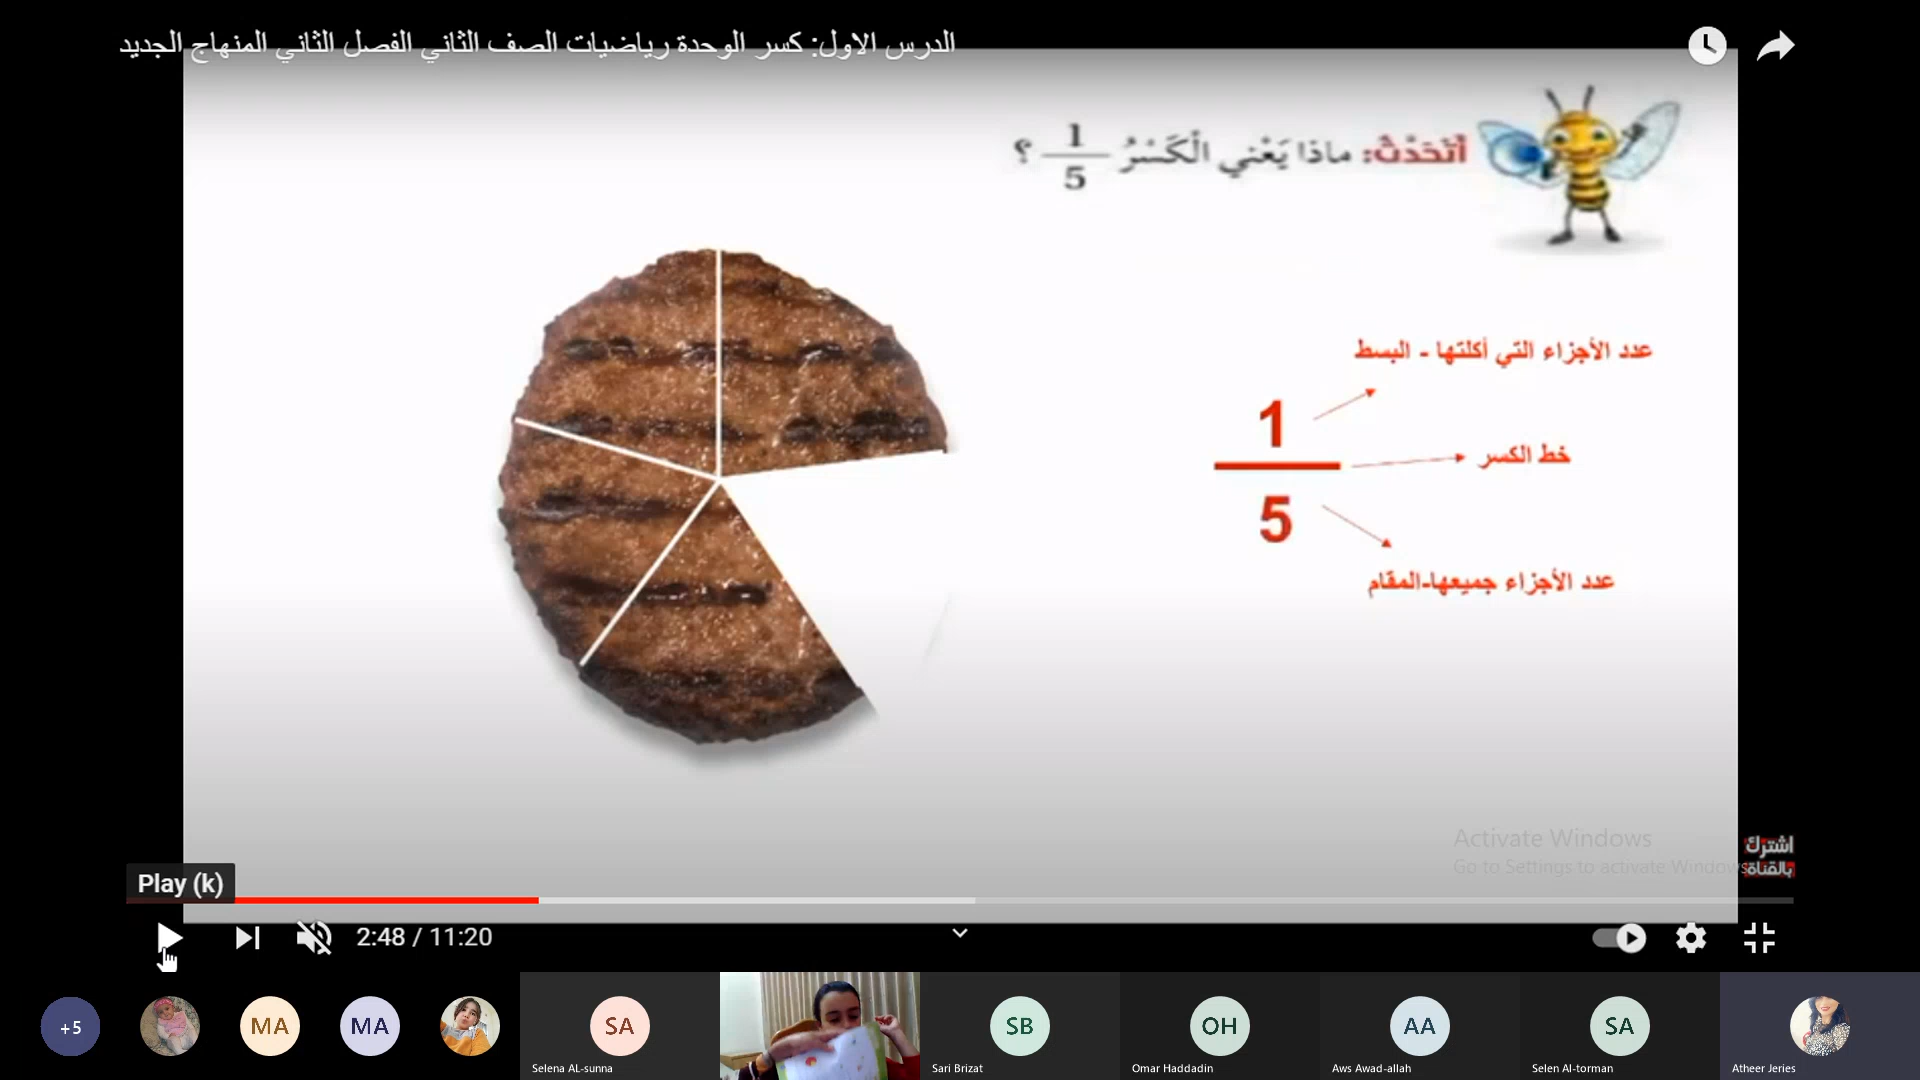 الدرس الاول: كسر الوحدة رياضيات الصف الثاني الفصل الثاني المنهاج الجديد
أَتَحَدَّثُ: ماذا يَعْني الْكَسْرُ 1/5 ؟
عدد الأجزاء التي أكلتها - البسط
1
خط الكسر
5
عدد الأجزاء جميعها-المقام
Activate Windows
Go to Settings to activate Windows
اشترك
بالقناة
Play (k)
2:48 / 11:20
+5
MA
MA
SA
SB
OH
AA
SA
Selena AL-sunna
Sari Brizat
Omar Haddadin
Aws Awad-allah
Selen Al-torman
Atheer Jeries